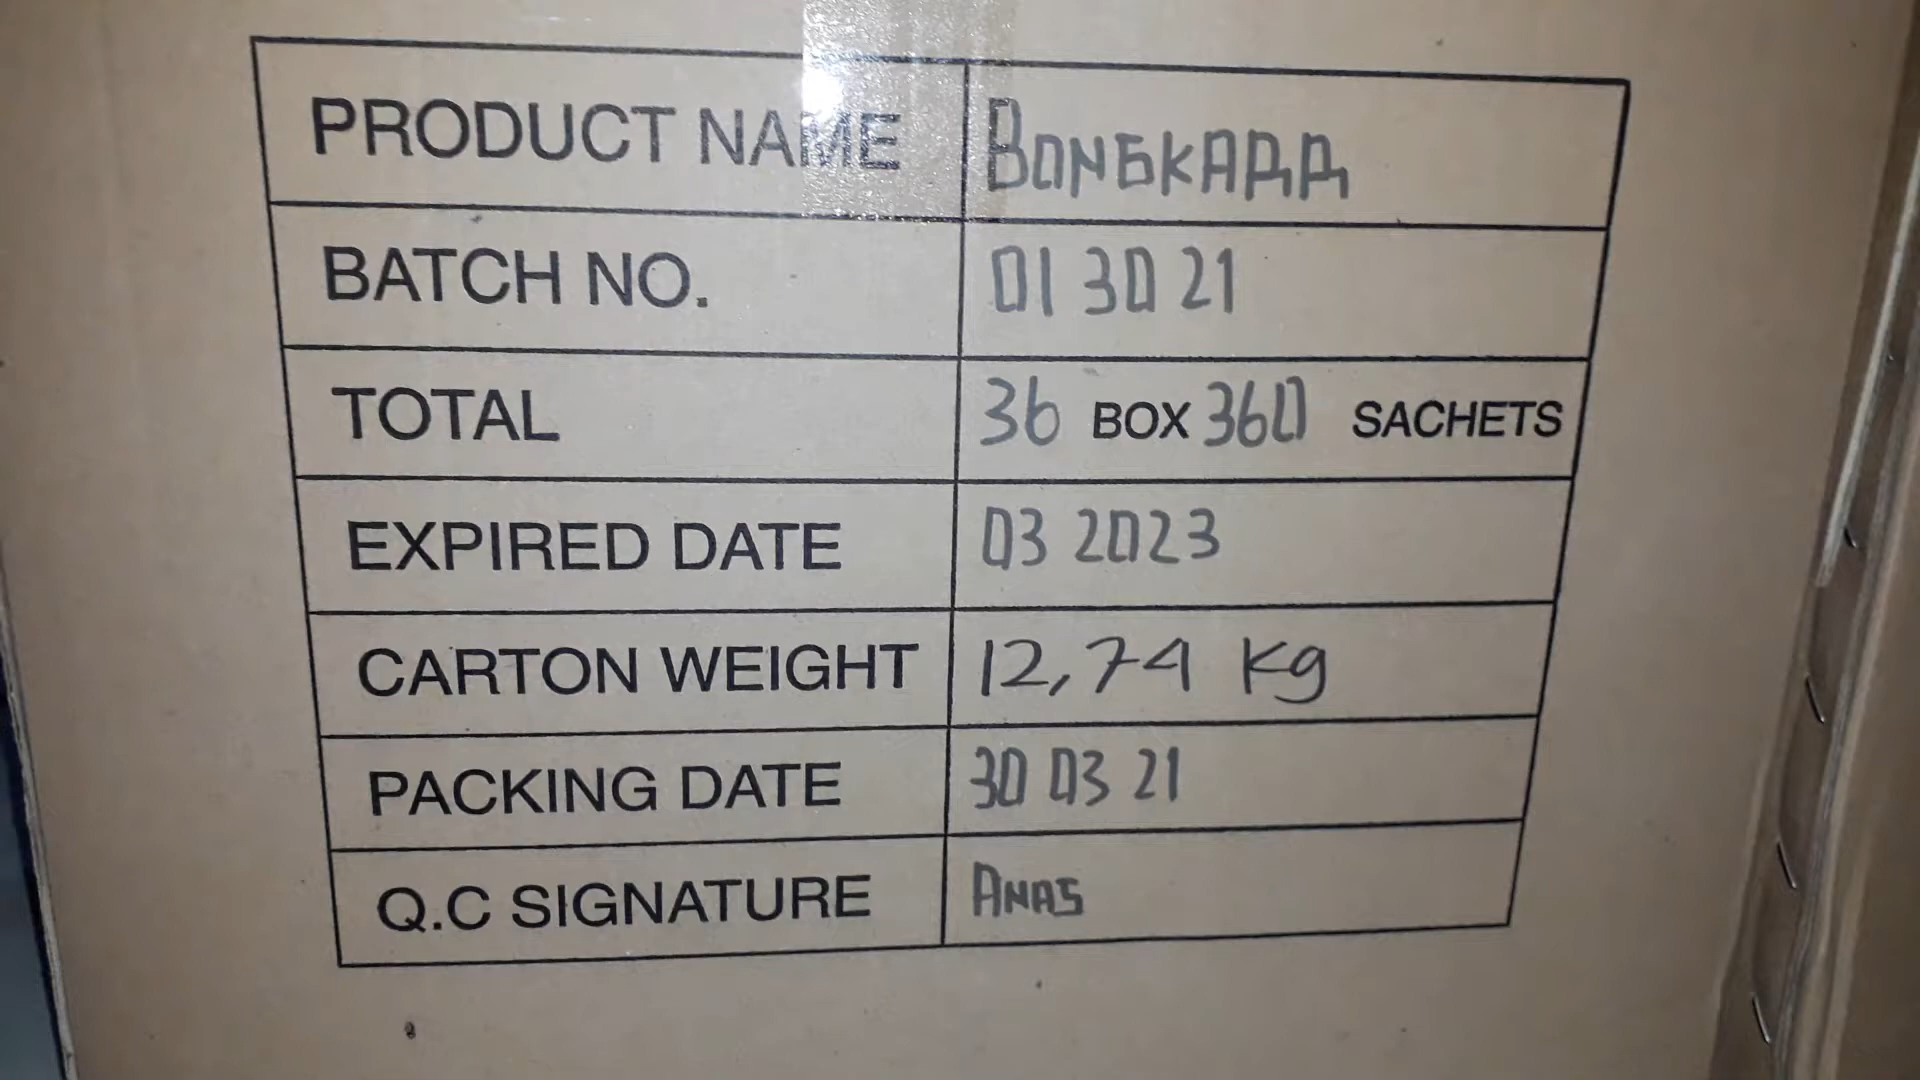 PRODUCT NAME Вомбкадд
BATCH NO. 01 30 21
TOTAL 36 BOX 360 SACHETS
EXPIRED DATE 03 2023
CARTON WEIGHT 12,74 Kg
PACKING DATE 30 03 21
Q.C SIGNATURE ANAS